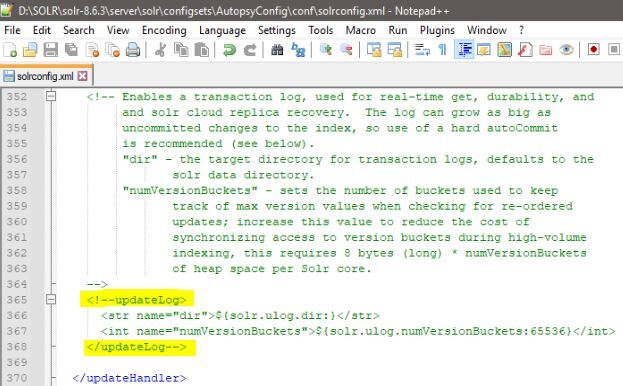 D:\SOLR\solr-8.6.3\server\solr\configsets\AutopsyConfig\conf\solrconfig.xml - Notepad++
File Edit Search View Encoding Language Settings Tools Macro Run Plugins Window ?
solrconfig.xml
352 <!-- Enables a transaction log, used for real-time get, durability, and
353 and solr cloud replica recovery.  The log can grow as big as
354 uncommitted changes to the index, so use of a hard autoCommit
355 is recommended (see below).
356 "dir" - the target directory for transaction logs, defaults to the
357 solr data directory.
358 "numVersionBuckets" - sets the number of buckets used to keep
359 track of max version values when checking for re-ordered
360 updates; increase this value to reduce the cost of
361 synchronizing access to version buckets during high-volume
362 indexing, this requires 8 bytes (long) * numVersionBuckets
363 of heap space per Solr core.
364 -->
365 <!--updateLog>
366 <str name="dir">${solr.ulog.dir:}</str>
367 <int name="numVersionBuckets">${solr.ulog.numVersionBuckets:65536}</int>
368 </updateLog-->
369
370 </updateHandler>